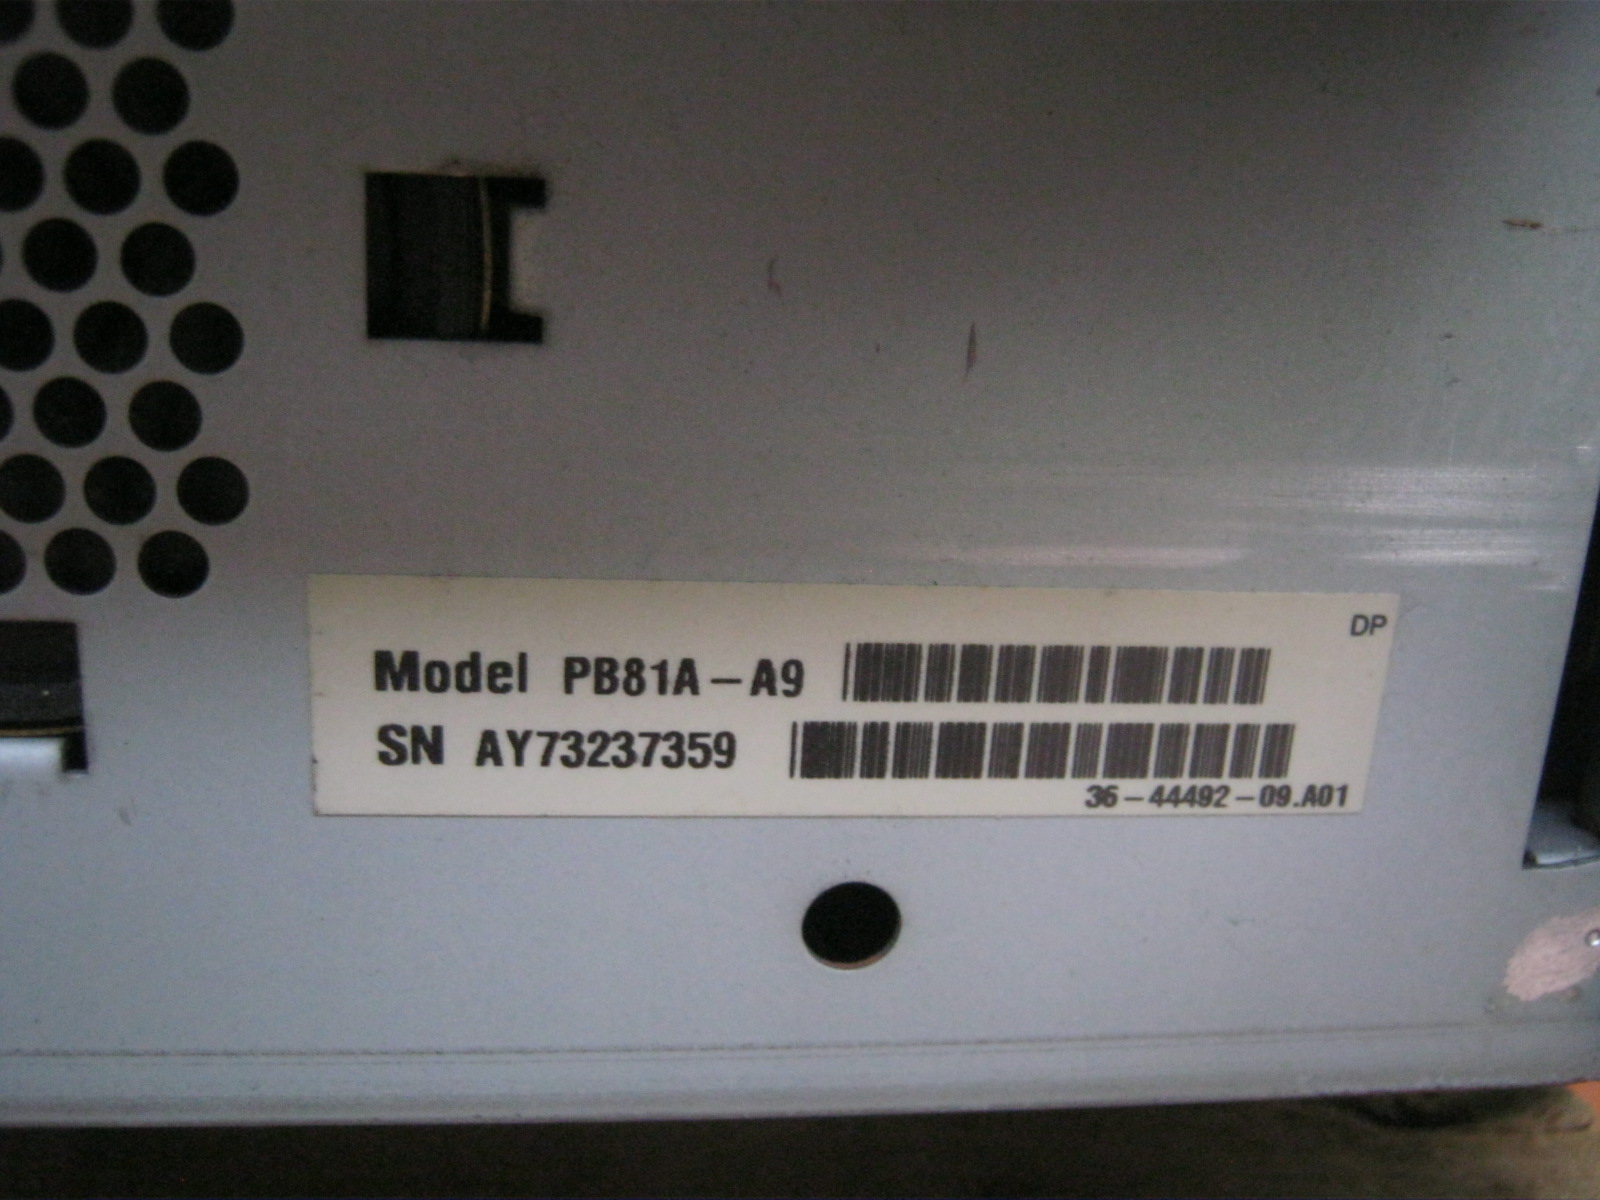 DP
Model PB81A-A9
SN AY73237359
36-44492-09.A01